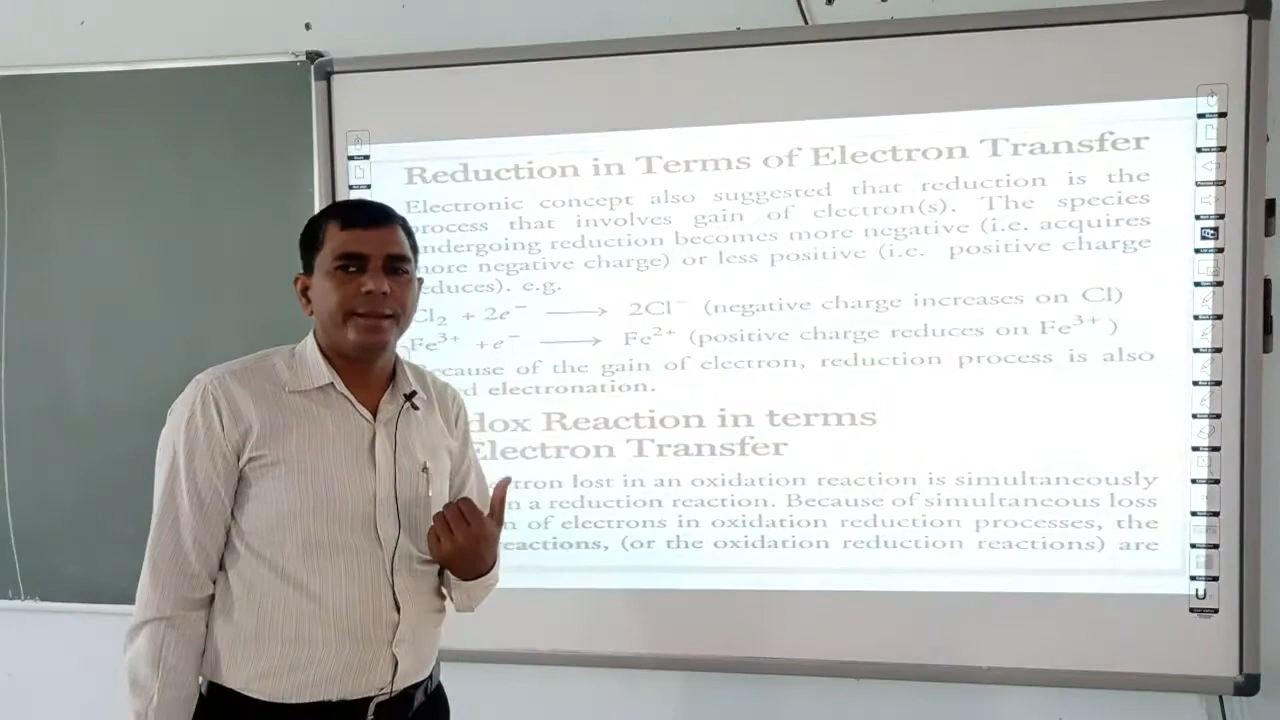 Reduction in Terms of Electron Transfer
Electronic concept also suggested that reduction is the
process that involves gain of electron(s). The species
undergoing reduction becomes more negative (i.e. acquires
more negative charge) or less positive (i.e. positive charge
educes). e.g.
Cl₂ + 2e⁻ ⟶ 2Cl⁻ (negative charge increases on Cl)
Fe³⁺ + e⁻ ⟶ Fe²⁺ (positive charge reduces on Fe³⁺)
ecause of the gain of electron, reduction process is also
d electronation.
dox Reaction in terms
Electron Transfer
ctron lost in an oxidation reaction is simultaneously
n a reduction reaction. Because of simultaneous loss
n of electrons in oxidation reduction processes, the
reactions, (or the oxidation reduction reactions) are